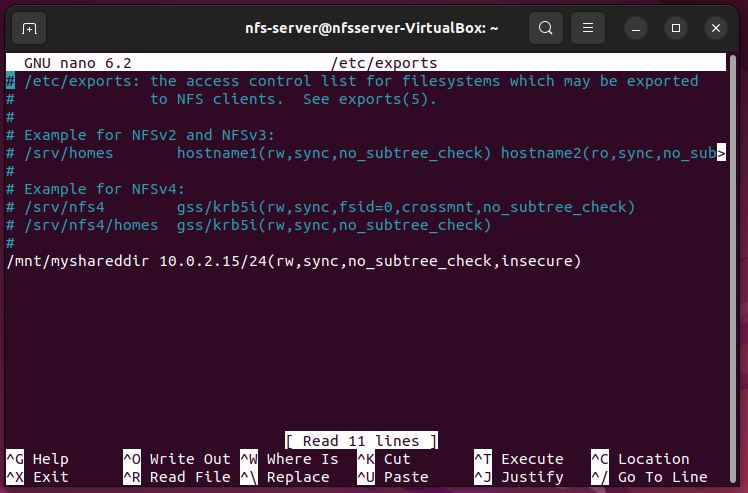 nfs-server@nfsserver-VirtualBox: ~
GNU nano 6.2 /etc/exports
# /etc/exports: the access control list for filesystems which may be exported
# to NFS clients. See exports(5).
#
# Example for NFSv2 and NFSv3:
# /srv/homes hostname1(rw,sync,no_subtree_check) hostname2(ro,sync,no_sub>
#
# Example for NFSv4:
# /srv/nfs4 gss/krb5i(rw,sync,fsid=0,crossmnt,no_subtree_check)
# /srv/nfs4/homes gss/krb5i(rw,sync,no_subtree_check)
#
/mnt/myshareddir 10.0.2.15/24(rw,sync,no_subtree_check,insecure)
[ Read 11 lines ]
^G Help ^O Write Out ^W Where Is ^K Cut ^T Execute ^C Location
^X Exit ^R Read File ^\ Replace ^U Paste ^J Justify ^/ Go To Line